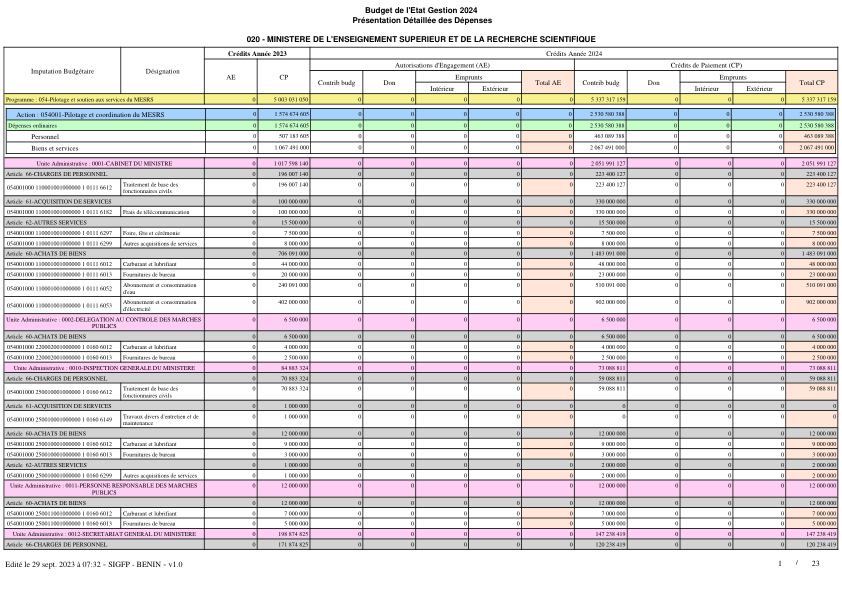 Budget de l'Etat Gestion 2024
Présentation Détaillée des Dépenses
020 - MINISTERE DE L'ENSEIGNEMENT SUPERIEUR ET DE LA RECHERCHE SCIENTIFIQUE
Imputation Budgétaire Désignation Crédits Année 2023 Crédits Année 2024
AE CP Autorisations d'Engagement (AE) Crédits de Paiement (CP)
Contrib budg Don Emprunts Total AE Contrib budg Don Emprunts Total CP
Intérieur Extérieur Intérieur Extérieur
Programme : 054-Pilotage et soutien aux services du MESRS 0 5 003 031 050 0 0 0 0 0 5 337 317 159 0 0 0 5 337 317 159
Action : 054001-Pilotage et coordination du MESRS 0 1 574 674 605 0 0 0 0 0 2 530 580 388 0 0 0 2 530 580 388
Dépenses ordinaires 0 1 574 674 605 0 0 0 0 0 2 530 580 388 0 0 0 2 530 580 388
Personnel 0 507 183 605 0 0 0 0 0 463 089 388 0 0 0 463 089 388
Biens et services 0 1 067 491 000 0 0 0 0 0 2 067 491 000 0 0 0 2 067 491 000
Unite Administrative : 0001-CABINET DU MINISTRE 0 1 017 598 140 0 0 0 0 0 2 051 991 127 0 0 0 2 051 991 127
Article 66-CHARGES DE PERSONNEL 0 196 007 140 0 0 0 0 0 223 400 127 0 0 0 223 400 127
054001000 110001001000000 1 0111 6612 Traitement de base des fonctionnaires civils 0 196 007 140 0 0 0 0 0 223 400 127 0 0 0 223 400 127
Article 61-ACQUISITION DE SERVICES 0 100 000 000 0 0 0 0 0 330 000 000 0 0 0 330 000 000
054001000 110001001000000 1 0111 6182 Frais de télécommunication 0 100 000 000 0 0 0 0 0 330 000 000 0 0 0 330 000 000
Article 62-AUTRES SERVICES 0 15 500 000 0 0 0 0 0 15 500 000 0 0 0 15 500 000
054001000 110001001000000 1 0111 6297 Foire, fête et cérémonie 0 7 500 000 0 0 0 0 0 7 500 000 0 0 0 7 500 000
054001000 110001001000000 1 0111 6299 Autres acquisitions de services 0 8 000 000 0 0 0 0 0 8 000 000 0 0 0 8 000 000
Article 60-ACHATS DE BIENS 0 706 091 000 0 0 0 0 0 1 483 091 000 0 0 0 1 483 091 000
054001000 110001001000000 1 0111 6012 Carburant et lubrifiant 0 44 000 000 0 0 0 0 0 48 000 000 0 0 0 48 000 000
054001000 110001001000000 1 0111 6013 Fournitures de bureau 0 20 000 000 0 0 0 0 0 23 000 000 0 0 0 23 000 000
054001000 110001001000000 1 0111 6052 Abonnement et consommation d'eau 0 240 091 000 0 0 0 0 0 510 091 000 0 0 0 510 091 000
054001000 110001001000000 1 0111 6053 Abonnement et consommation d'électricité 0 402 000 000 0 0 0 0 0 902 000 000 0 0 0 902 000 000
Unite Administrative : 0002-DELEGATION AU CONTROLE DES MARCHES PUBLICS 0 6 500 000 0 0 0 0 0 6 500 000 0 0 0 6 500 000
Article 60-ACHATS DE BIENS 0 6 500 000 0 0 0 0 0 6 500 000 0 0 0 6 500 000
054001000 220002001000000 1 0160 6012 Carburant et lubrifiant 0 4 000 000 0 0 0 0 0 4 000 000 0 0 0 4 000 000
054001000 220002001000000 1 0160 6013 Fournitures de bureau 0 2 500 000 0 0 0 0 0 2 500 000 0 0 0 2 500 000
Unite Administrative : 0010-INSPECTION GENERALE DU MINISTERE 0 84 883 324 0 0 0 0 0 73 088 811 0 0 0 73 088 811
Article 66-CHARGES DE PERSONNEL 0 70 883 324 0 0 0 0 0 59 088 811 0 0 0 59 088 811
054001000 250010001000000 1 0160 6612 Traitement de base des fonctionnaires civils 0 70 883 324 0 0 0 0 0 59 088 811 0 0 0 59 088 811
Article 61-ACQUISITION DE SERVICES 0 1 000 000 0 0 0 0 0 0 0 0 0 0
054001000 250010001000000 1 0160 6149 Travaux divers d'entretien et de maintenance 0 1 000 000 0 0 0 0 0 0 0 0 0 0
Article 60-ACHATS DE BIENS 0 12 000 000 0 0 0 0 0 12 000 000 0 0 0 12 000 000
054001000 250010001000000 1 0160 6012 Carburant et lubrifiant 0 9 000 000 0 0 0 0 0 9 000 000 0 0 0 9 000 000
054001000 250010001000000 1 0160 6013 Fournitures de bureau 0 3 000 000 0 0 0 0 0 3 000 000 0 0 0 3 000 000
Article 62-AUTRES SERVICES 0 1 000 000 0 0 0 0 0 2 000 000 0 0 0 2 000 000
054001000 250010001000000 1 0160 6299 Autres acquisitions de services 0 1 000 000 0 0 0 0 0 2 000 000 0 0 0 2 000 000
Unite Administrative : 0011-PERSONNE RESPONSABLE DES MARCHES PUBLICS 0 12 000 000 0 0 0 0 0 12 000 000 0 0 0 12 000 000
Article 60-ACHATS DE BIENS 0 12 000 000 0 0 0 0 0 12 000 000 0 0 0 12 000 000
054001000 250011001000000 1 0160 6012 Carburant et lubrifiant 0 7 000 000 0 0 0 0 0 7 000 000 0 0 0 7 000 000
054001000 250011001000000 1 0160 6013 Fournitures de bureau 0 5 000 000 0 0 0 0 0 5 000 000 0 0 0 5 000 000
Unite Administrative : 0012-SECRETARIAT GENERAL DU MINISTERE 0 198 874 825 0 0 0 0 0 147 238 419 0 0 0 147 238 419
Article 66-CHARGES DE PERSONNEL 0 171 874 825 0 0 0 0 0 120 238 419 0 0 0 120 238 419
Edité le 29 sept. 2023 à 07:32 - SIGFP - BENIN - v1.0 1 / 23